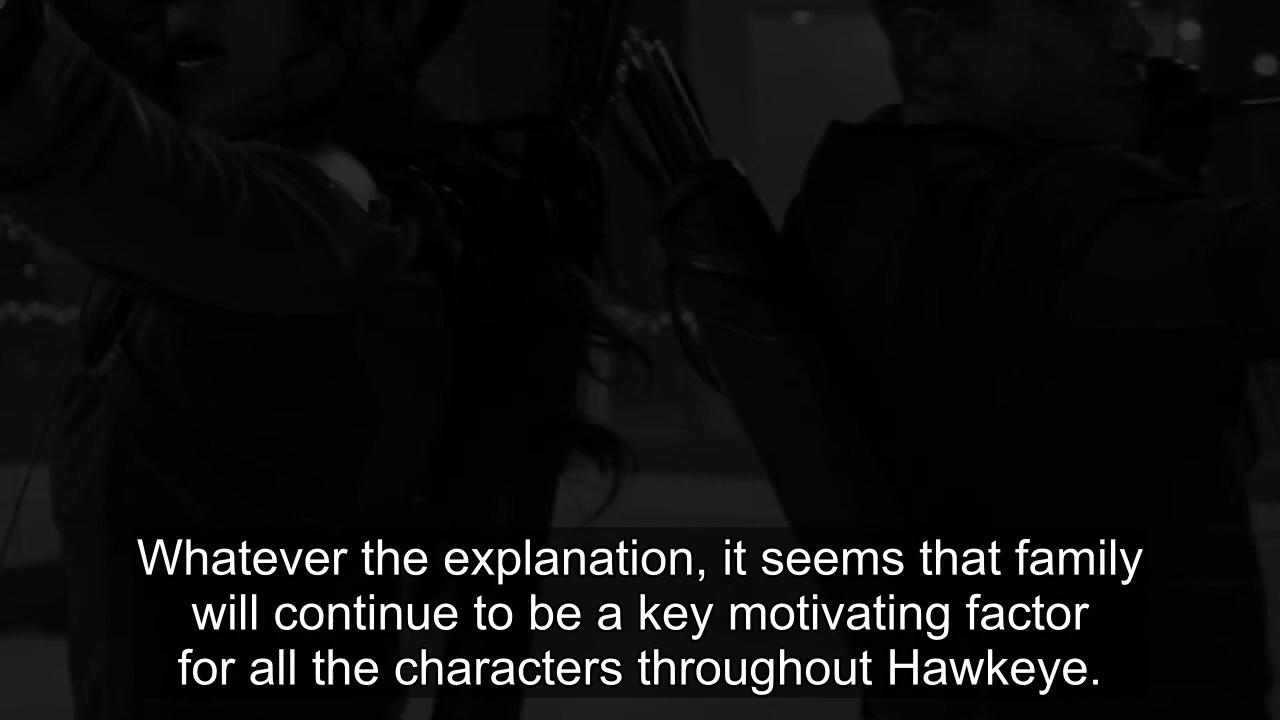 Whatever the explanation, it seems that family
will continue to be a key motivating factor
for all the characters throughout Hawkeye.